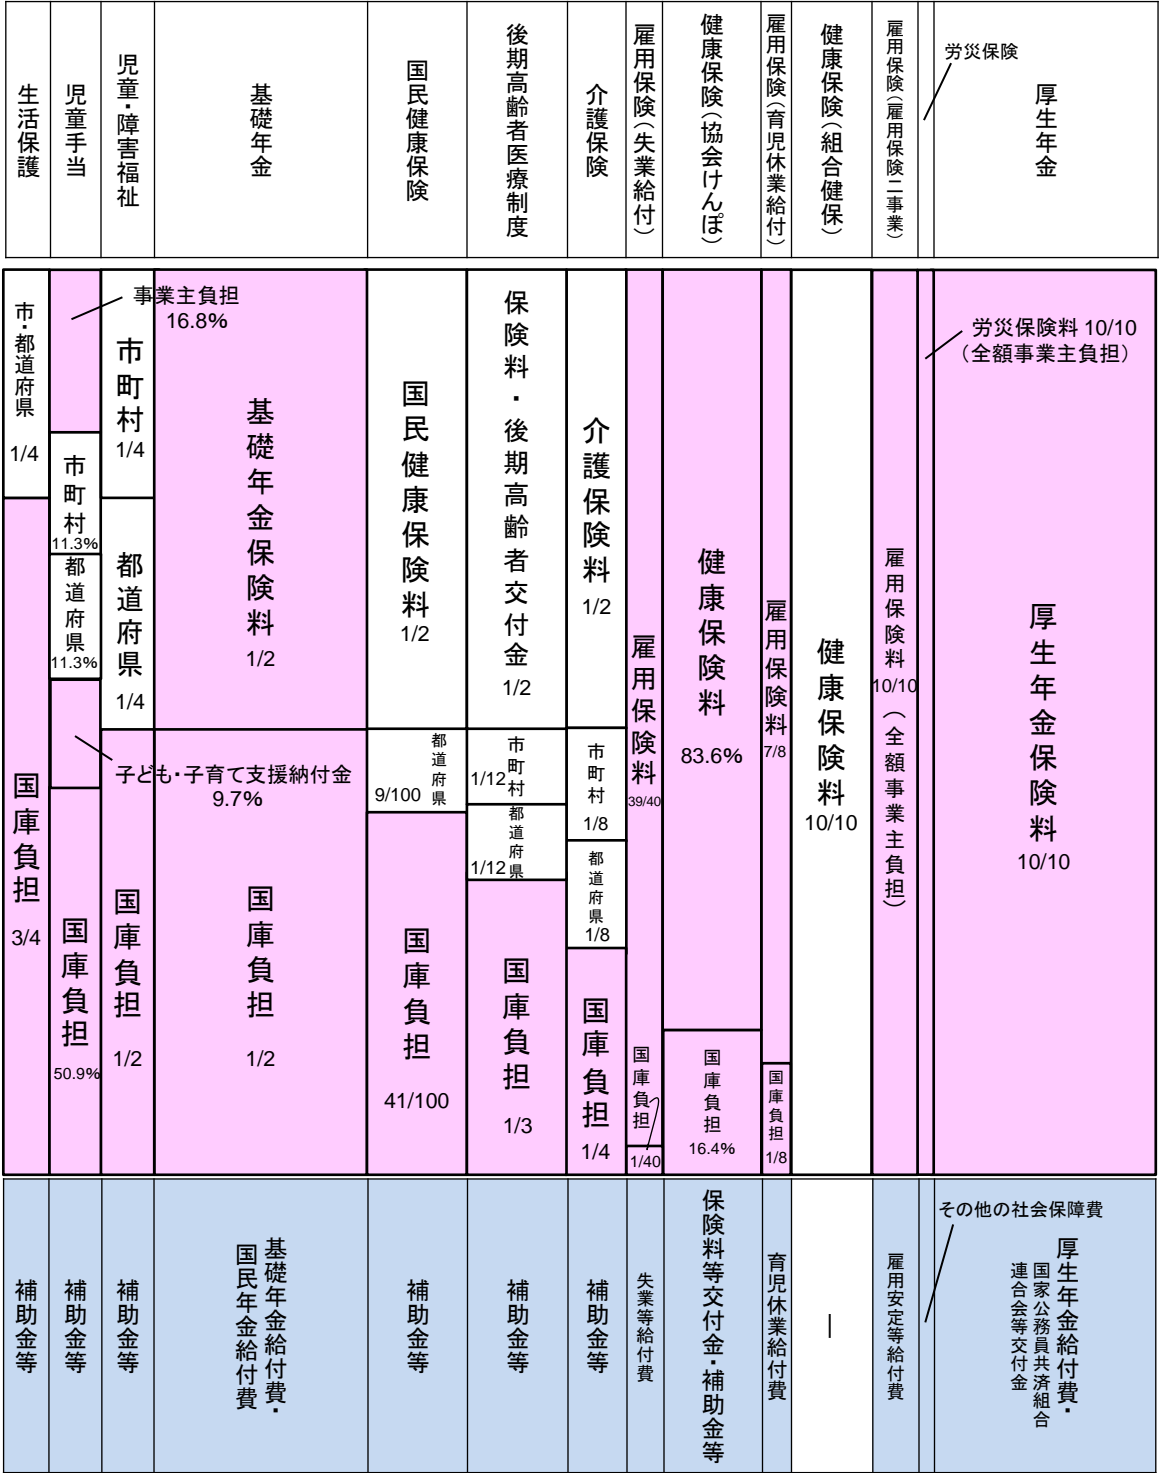 生活保護
児童手当
児童・障害福祉
基礎年金
国民健康保険
後期高齢者医療制度
介護保険
雇用保険（失業給付）
健康保険（協会けんぽ）
雇用保険（育児休業給付）
健康保険（組合健保）
雇用保険（雇用保険二事業）
労災保険
厚生年金
市・都道府県
1/4
国庫負担
3/4
事業主負担
16.8%
市町村
11.3%
都道府県
11.3%
子ども・子育て支援納付金
9.7%
国庫負担
50.9%
市町村
1/4
都道府県
1/4
国庫負担
1/2
基礎年金保険料
1/2
国庫負担
1/2
国民健康保険料
1/2
都道府県
9/100
国庫負担
41/100
保険料・後期高齢者交付金
1/2
市町村
1/12
都道府県
1/12
国庫負担
1/3
介護保険料
1/2
市町村
1/8
都道府県
1/8
国庫負担
1/4
雇用保険料
39/40
国庫負担
1/40
健康保険料
83.6%
国庫負担
16.4%
雇用保険料
7/8
国庫負担
1/8
健康保険料
10/10
雇用保険料
10/10
（全額事業主負担）
労災保険料 10/10
（全額事業主負担）
厚生年金保険料
10/10
補助金等
補助金等
補助金等
基礎年金給付費・
国民年金給付費
補助金等
補助金等
補助金等
失業等給付費
保険料等交付金・補助金等
育児休業給付費
―
雇用安定等給付費
その他の社会保障費
厚生年金給付費・
国家公務員共済組合
連合会等交付金